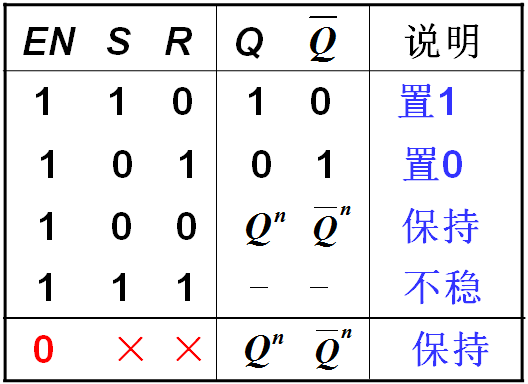 EN S R Q Q̅ 说明
1 1 0 1 0 置1
1 0 1 0 1 置0
1 0 0 Qⁿ Q̅ⁿ 保持
1 1 1 – – 不稳
0 × × Qⁿ Q̅ⁿ 保持